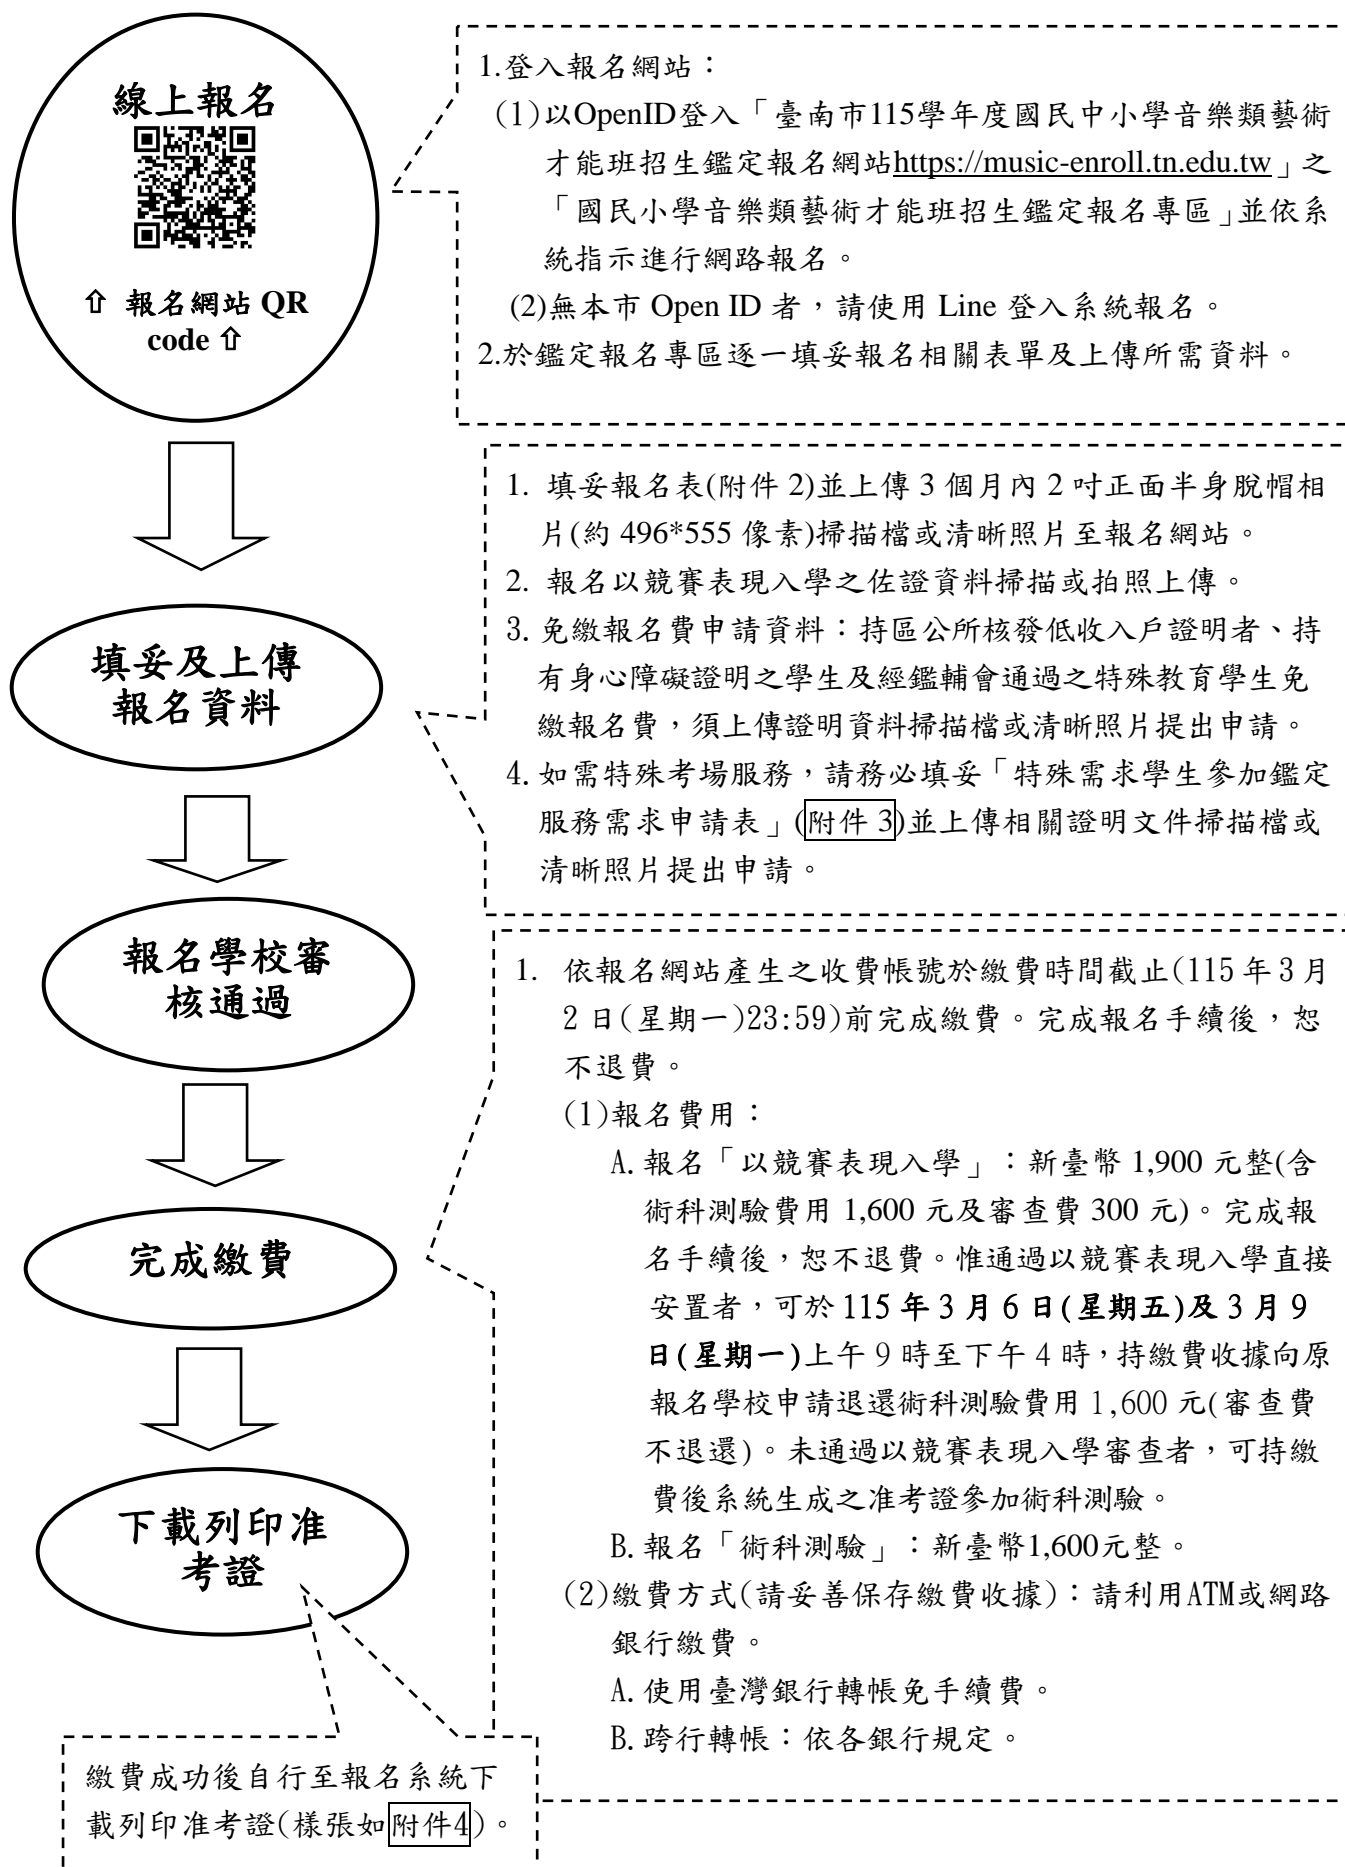 線上報名
⇧ 報名網站 QR
code ⇧
1.登入報名網站：
(1)以OpenID登入「臺南市115學年度國民中小學音樂類藝術
才能班招生鑑定報名網站https://music-enroll.tn.edu.tw」之
「國民小學音樂類藝術才能班招生鑑定報名專區」並依系
統指示進行網路報名。
(2)無本市 Open ID 者，請使用 Line 登入系統報名。
2.於鑑定報名專區逐一填妥報名相關表單及上傳所需資料。
填妥及上傳
報名資料
1. 填妥報名表(附件 2)並上傳 3 個月內 2 吋正面半身脫帽相
片(約 496*555 像素)掃描檔或清晰照片至報名網站。
2. 報名以競賽表現入學之佐證資料掃描或拍照上傳。
3. 免繳報名費申請資料：持區公所核發低收入戶證明者、持
有身心障礙證明之學生及經鑑輔會通過之特殊教育學生免
繳報名費，須上傳證明資料掃描檔或清晰照片提出申請。
4. 如需特殊考場服務，請務必填妥「特殊需求學生參加鑑定
服務需求申請表」(附件 3)並上傳相關證明文件掃描檔或
清晰照片提出申請。
報名學校審
核通過
完成繳費
1. 依報名網站產生之收費帳號於繳費時間截止(115 年 3 月
2 日(星期一)23:59)前完成繳費。完成報名手續後，恕
不退費。
(1)報名費用：
A. 報名「以競賽表現入學」：新臺幣 1,900 元整(含
術科測驗費用 1,600 元及審查費 300 元)。完成報
名手續後，恕不退費。惟通過以競賽表現入學直接
安置者，可於 115 年 3 月 6 日(星期五)及 3 月 9
日(星期一)上午 9 時至下午 4 時，持繳費收據向原
報名學校申請退還術科測驗費用 1,600 元(審查費
不退還)。未通過以競賽表現入學審查者，可持繳
費後系統生成之准考證參加術科測驗。
B. 報名「術科測驗」：新臺幣1,600元整。
(2)繳費方式(請妥善保存繳費收據)：請利用ATM或網路
銀行繳費。
A. 使用臺灣銀行轉帳免手續費。
B. 跨行轉帳：依各銀行規定。
下載列印准
考證
繳費成功後自行至報名系統下
載列印准考證(樣張如附件4)。